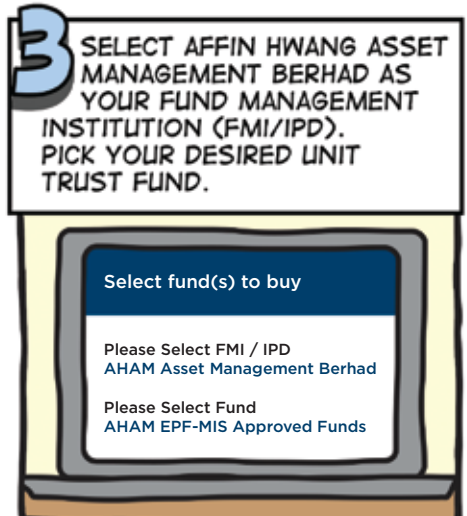 3
SELECT AFFIN HWANG ASSET
MANAGEMENT BERHAD AS
YOUR FUND MANAGEMENT
INSTITUTION (FMI/IPD).
PICK YOUR DESIRED UNIT
TRUST FUND.
Select fund(s) to buy
Please Select FMI / IPD
AHAM Asset Management Berhad
Please Select Fund
AHAM EPF-MIS Approved Funds